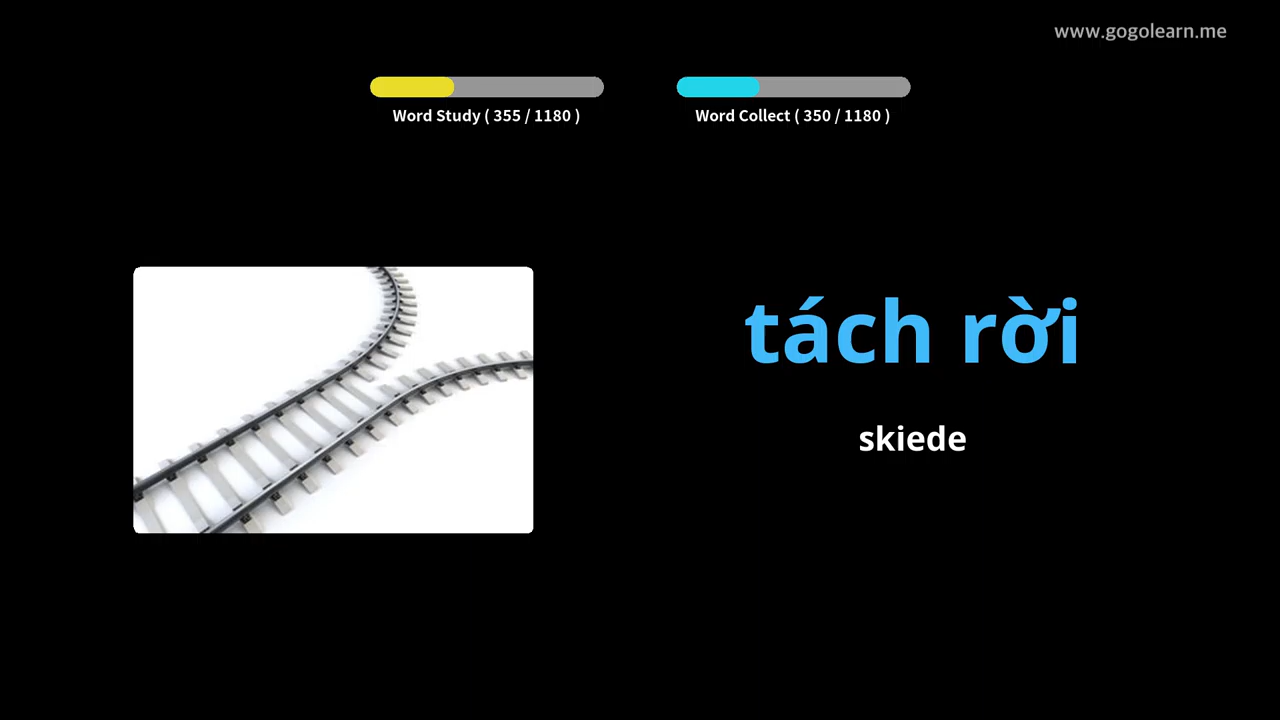 www.gogolearn.me
Word Study ( 355 / 1180 )
Word Collect ( 350 / 1180 )
tách rời
skiede